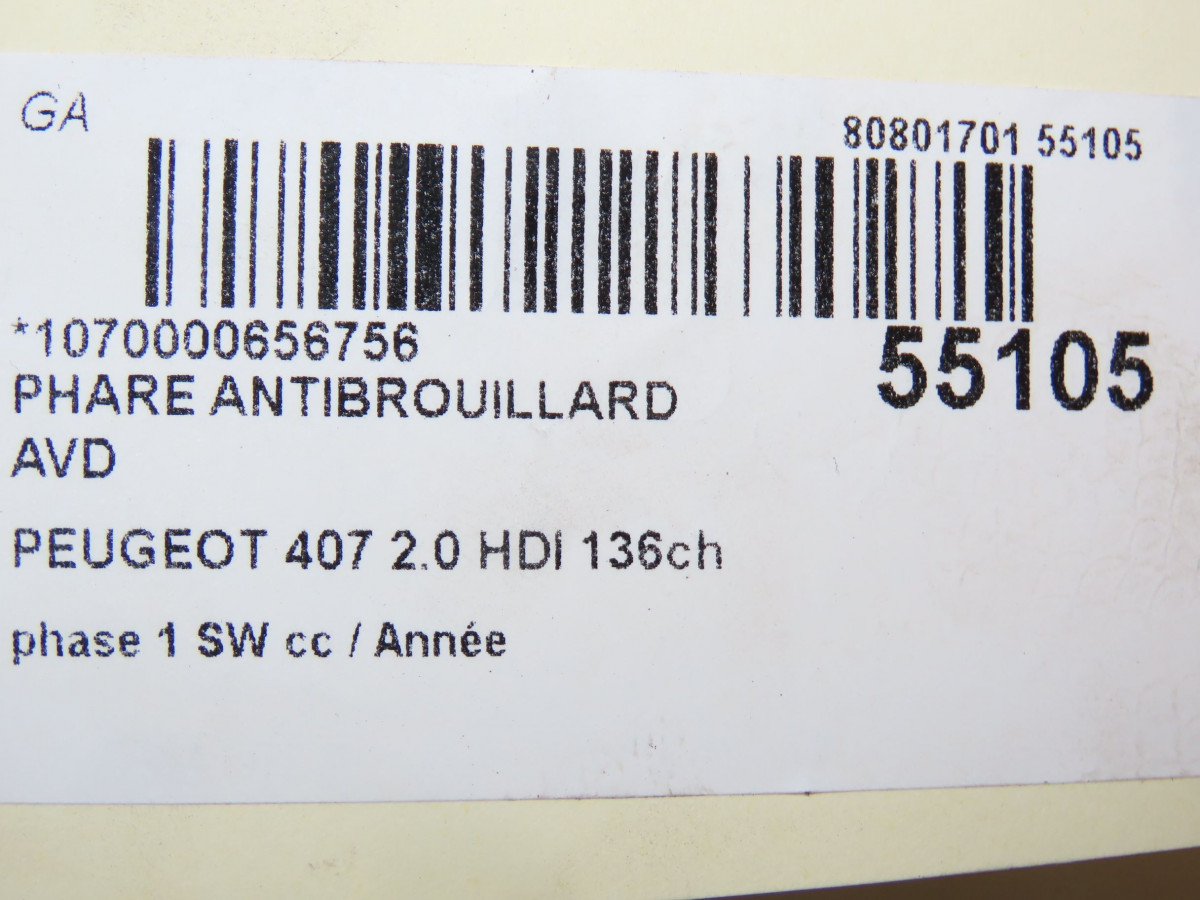 GA
80801701 55105
*1070000656756
55105
PHARE ANTIBROUILLARD
AVD
PEUGEOT 407 2.0 HDI 136ch
phase 1 SW cc / Année